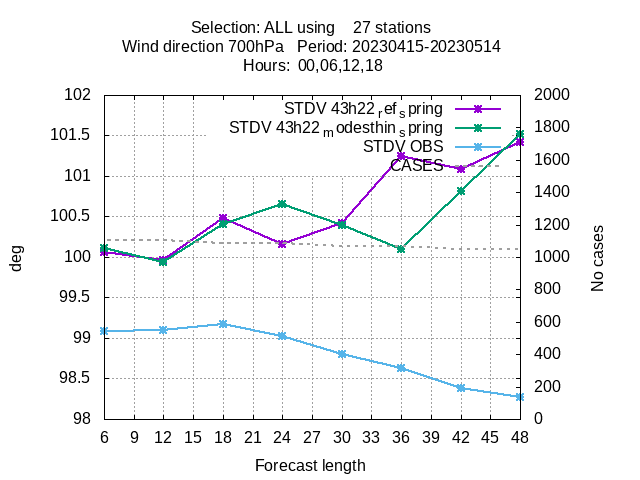 Selection: ALL using 27 stations
Wind direction 700hPa Period: 20230415-20230514
Hours: 00,06,12,18
STDV 43h22 ref spring
STDV 43h22 modesthin spring
STDV OBS
CASES
102
101.5
101
100.5
100
99.5
99
98.5
98
2000
1800
1600
1400
1200
1000
800
600
400
200
0
deg
No cases
6 9 12 15 18 21 24 27 30 33 36 39 42 45 48
Forecast length